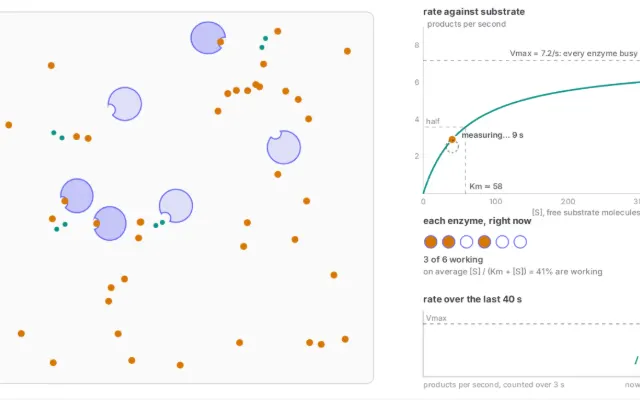 rate against substrate
products per second
8
Vmax = 7.2/s: every enzyme busy
6
half
4
measuring... 9 s
2
Km ≃ 58
0 100 200
[S], free substrate molecules
each enzyme, right now
3 of 6 working
on average [S] / (Km + [S]) = 41% are working
rate over the last 40 s
Vmax
products per second, counted over 3 s now